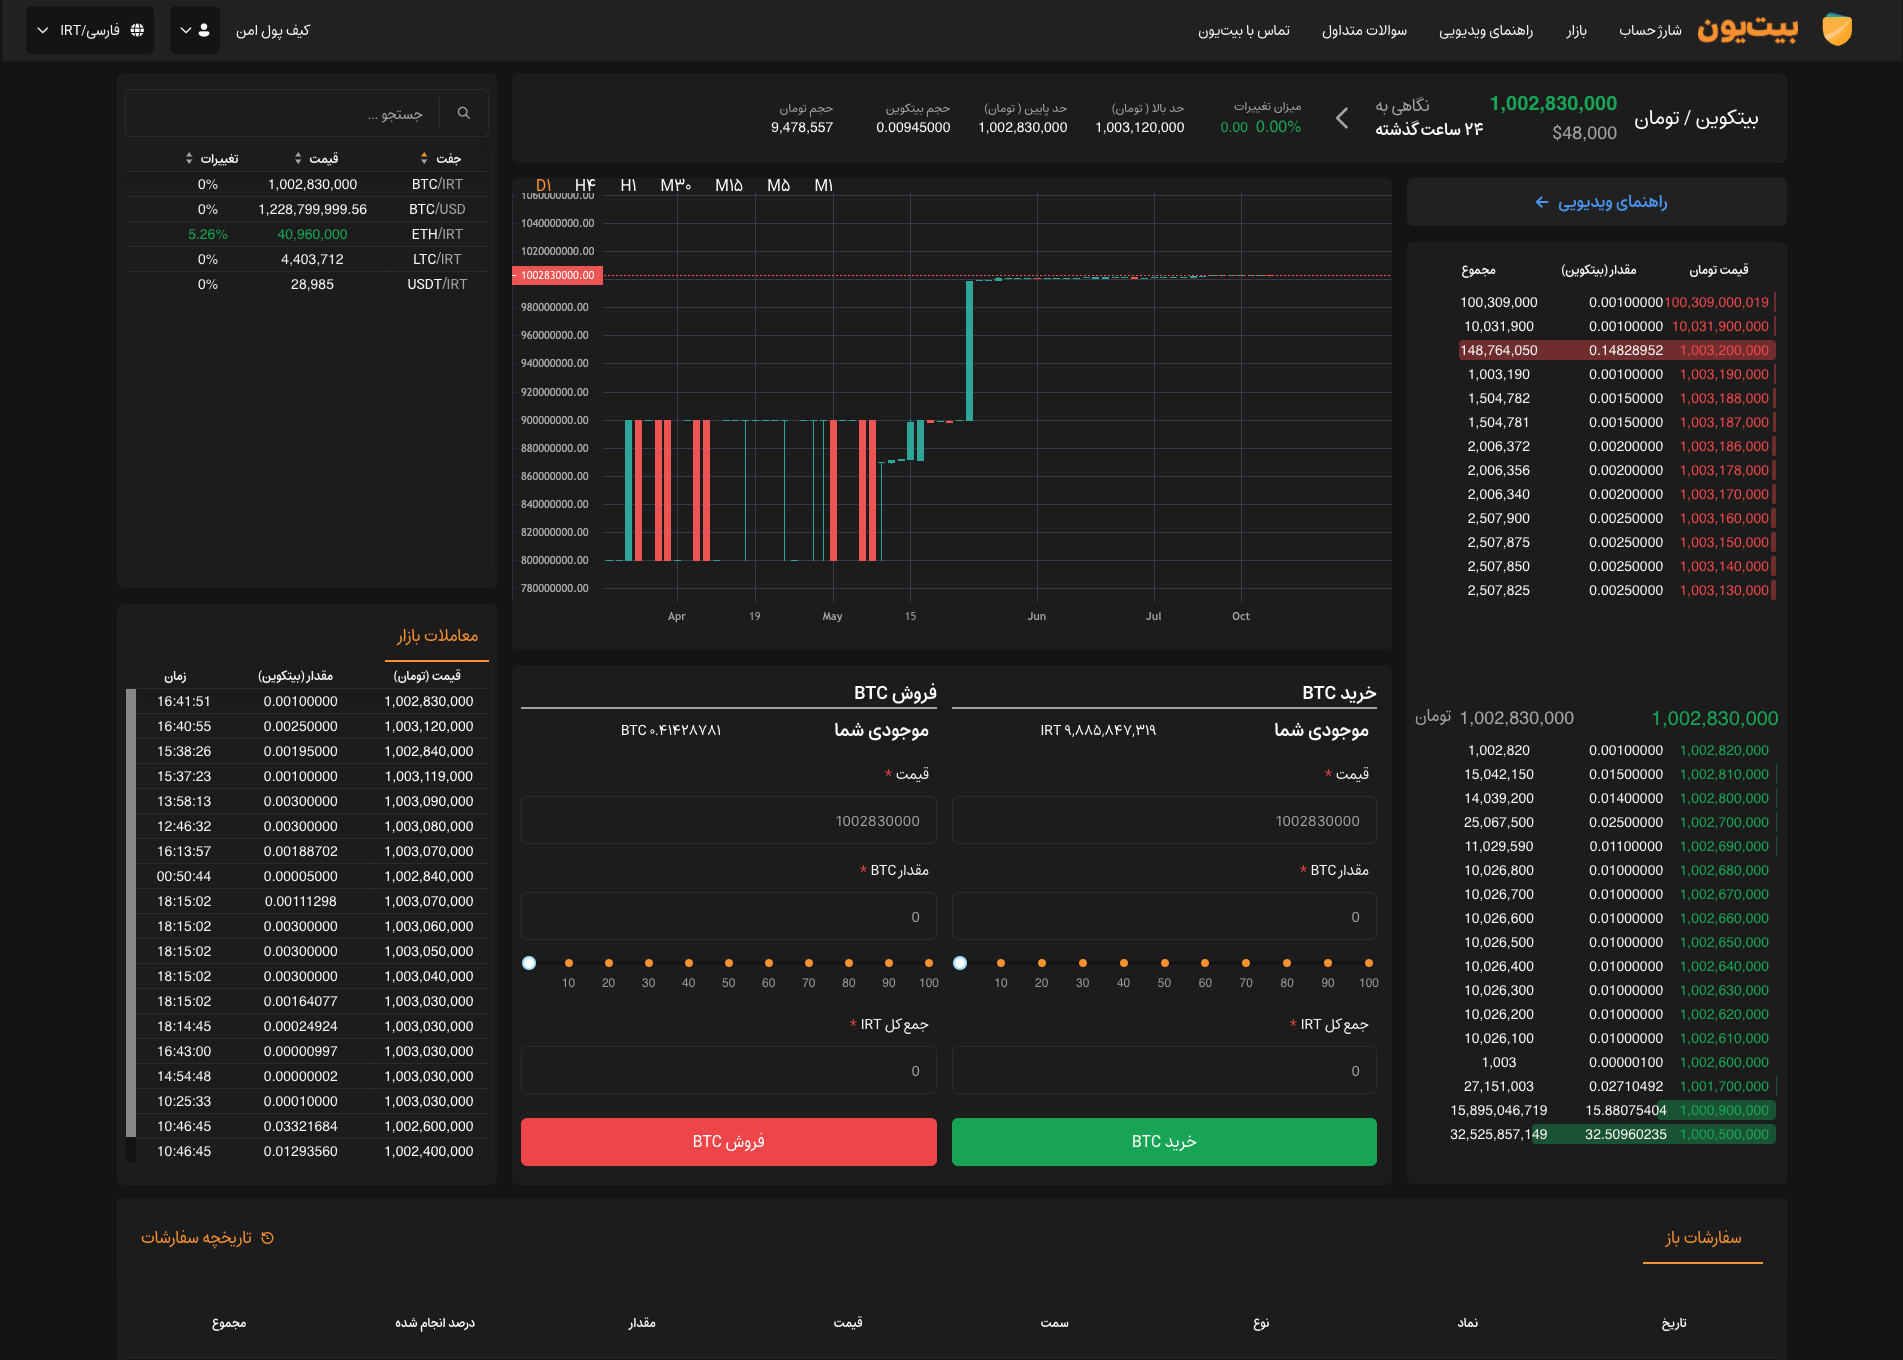 بیت‌یون
شارژ حساب
بازار
راهنمای ویدیویی
سوالات متداول
تماس با بیت‌یون
کیف پول امن
فارسی/IRT
بیتکوین / تومان
1,002,830,000
$48,000
نگاهی به
۲۴ ساعت گذشته
میزان تغییرات
0.00 0.00%
حد بالا ( تومان)
1,003,120,000
حد پایین ( تومان)
1,002,830,000
حجم بیتکوین
0.00945000
حجم تومان
9,478,557
راهنمای ویدیویی
قیمت تومان مقدار (بیتکوین) مجموع
100,309,000,019 0.00100000 100,309,000
10,031,900,000 0.00100000 10,031,900
1,003,200,000 0.14828952 148,764,050
1,003,190,000 0.00100000 1,003,190
1,003,188,000 0.00150000 1,504,782
1,003,187,000 0.00150000 1,504,781
1,003,186,000 0.00200000 2,006,372
1,003,178,000 0.00200000 2,006,356
1,003,170,000 0.00200000 2,006,340
1,003,160,000 0.00250000 2,507,900
1,003,150,000 0.00250000 2,507,875
1,003,140,000 0.00250000 2,507,850
1,003,130,000 0.00250000 2,507,825
1,002,830,000
1,002,830,000 تومان
1,002,820,000 0.00100000 1,002,820
1,002,810,000 0.01500000 15,042,150
1,002,800,000 0.01400000 14,039,200
1,002,700,000 0.02500000 25,067,500
1,002,690,000 0.01100000 11,029,590
1,002,680,000 0.01000000 10,026,800
1,002,670,000 0.01000000 10,026,700
1,002,660,000 0.01000000 10,026,600
1,002,650,000 0.01000000 10,026,500
1,002,640,000 0.01000000 10,026,400
1,002,630,000 0.01000000 10,026,300
1,002,620,000 0.01000000 10,026,200
1,002,610,000 0.01000000 10,026,100
1,002,600,000 0.00000100 1,003
1,001,700,000 0.02710492 27,151,003
1,000,900,000 15.88075404 15,895,046,719
1,000,500,000 32.50960235 32,525,857,149
D۱ H۴ H۱ M۳۰ M۱۵ M۵ M۱
1060000000.00
1040000000.00
1020000000.00
1002830000.00
980000000.00
960000000.00
940000000.00
920000000.00
900000000.00
880000000.00
860000000.00
840000000.00
820000000.00
800000000.00
780000000.00
Apr 19 May 15 Jun Jul Oct
خرید BTC
موجودی شما
۹,۸۸۵,۸۴۷,۳۱۹ IRT
قیمت *
1002830000
مقدار BTC *
0
10 20 30 40 50 60 70 80 90 100
جمع کل IRT *
0
خرید BTC
فروش BTC
موجودی شما
۰.۴۱۴۲۸۷۸۱ BTC
قیمت *
1002830000
مقدار BTC *
0
10 20 30 40 50 60 70 80 90 100
جمع کل IRT *
0
فروش BTC
جستجو ...
جفت قیمت تغییرات
BTC/IRT 1,002,830,000 0%
BTC/USD 1,228,799,999.56 0%
ETH/IRT 40,960,000 5.26%
LTC/IRT 4,403,712 0%
USDT/IRT 28,985 0%
معاملات بازار
قیمت (تومان) مقدار (بیتکوین) زمان
1,002,830,000 0.00100000 16:41:51
1,003,120,000 0.00250000 16:40:55
1,002,840,000 0.00195000 15:38:26
1,003,119,000 0.00100000 15:37:23
1,003,090,000 0.00300000 13:58:13
1,003,080,000 0.00300000 12:46:32
1,003,070,000 0.00188702 16:13:57
1,002,840,000 0.00005000 00:50:44
1,003,070,000 0.00111298 18:15:02
1,003,060,000 0.00300000 18:15:02
1,003,050,000 0.00300000 18:15:02
1,003,040,000 0.00300000 18:15:02
1,003,030,000 0.00164077 18:15:02
1,003,030,000 0.00024924 18:14:45
1,003,030,000 0.00000997 16:43:00
1,003,030,000 0.00000002 14:54:48
1,003,030,000 0.00010000 10:25:33
1,002,600,000 0.03321684 10:46:45
1,002,400,000 0.01293560 10:46:45
سفارشات باز
تاریخچه سفارشات
تاریخ نماد نوع سمت قیمت مقدار درصد انجام شده مجموع